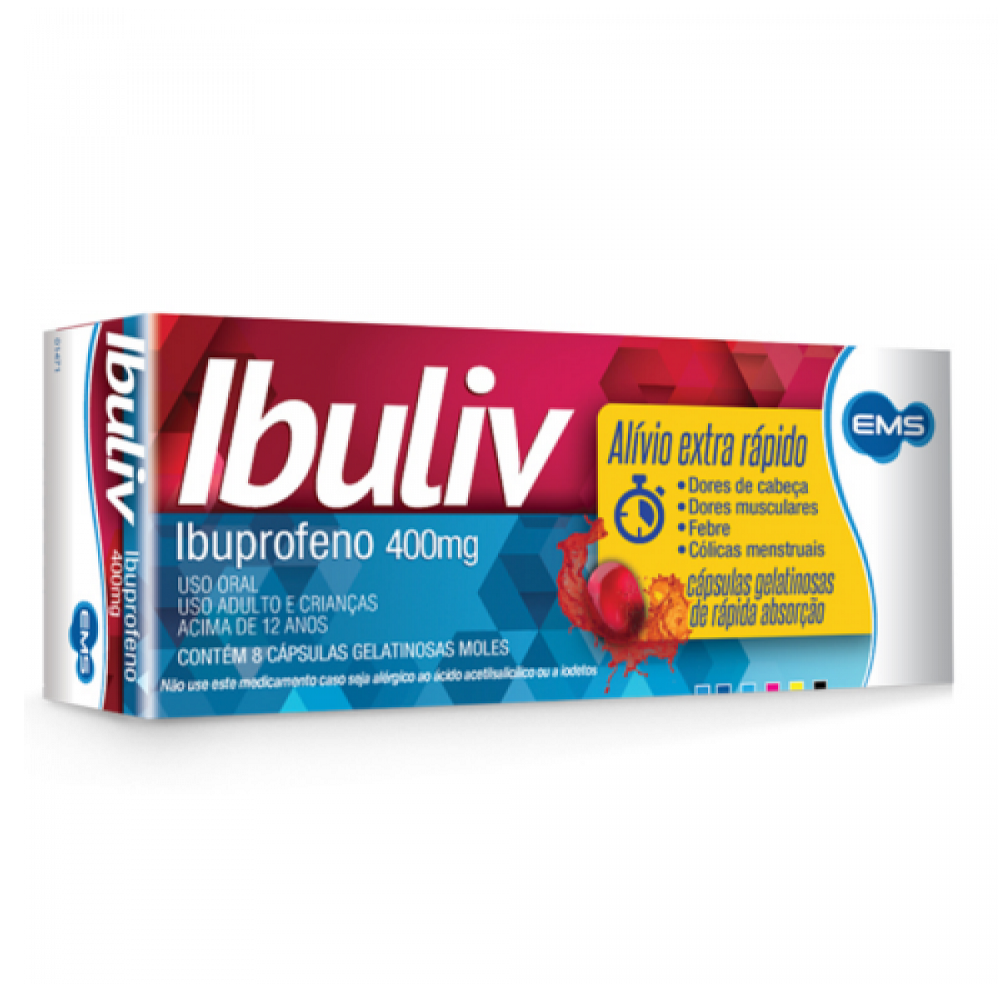 01471
Ibuliv
Ibuprofeno
400mg
EMS
Ibuliv
Ibuprofeno 400mg
USO ORAL
USO ADULTO E CRIANÇAS
ACIMA DE 12 ANOS
CONTÉM 8 CÁPSULAS GELATINOSAS MOLES
Não use este medicamento caso seja alérgico ao ácido acetilsalicílico ou a iodetos
Alívio extra rápido
•Dores de cabeça
•Dores musculares
•Febre
•Cólicas menstruais
cápsulas gelatinosas
de rápida absorção
EMS